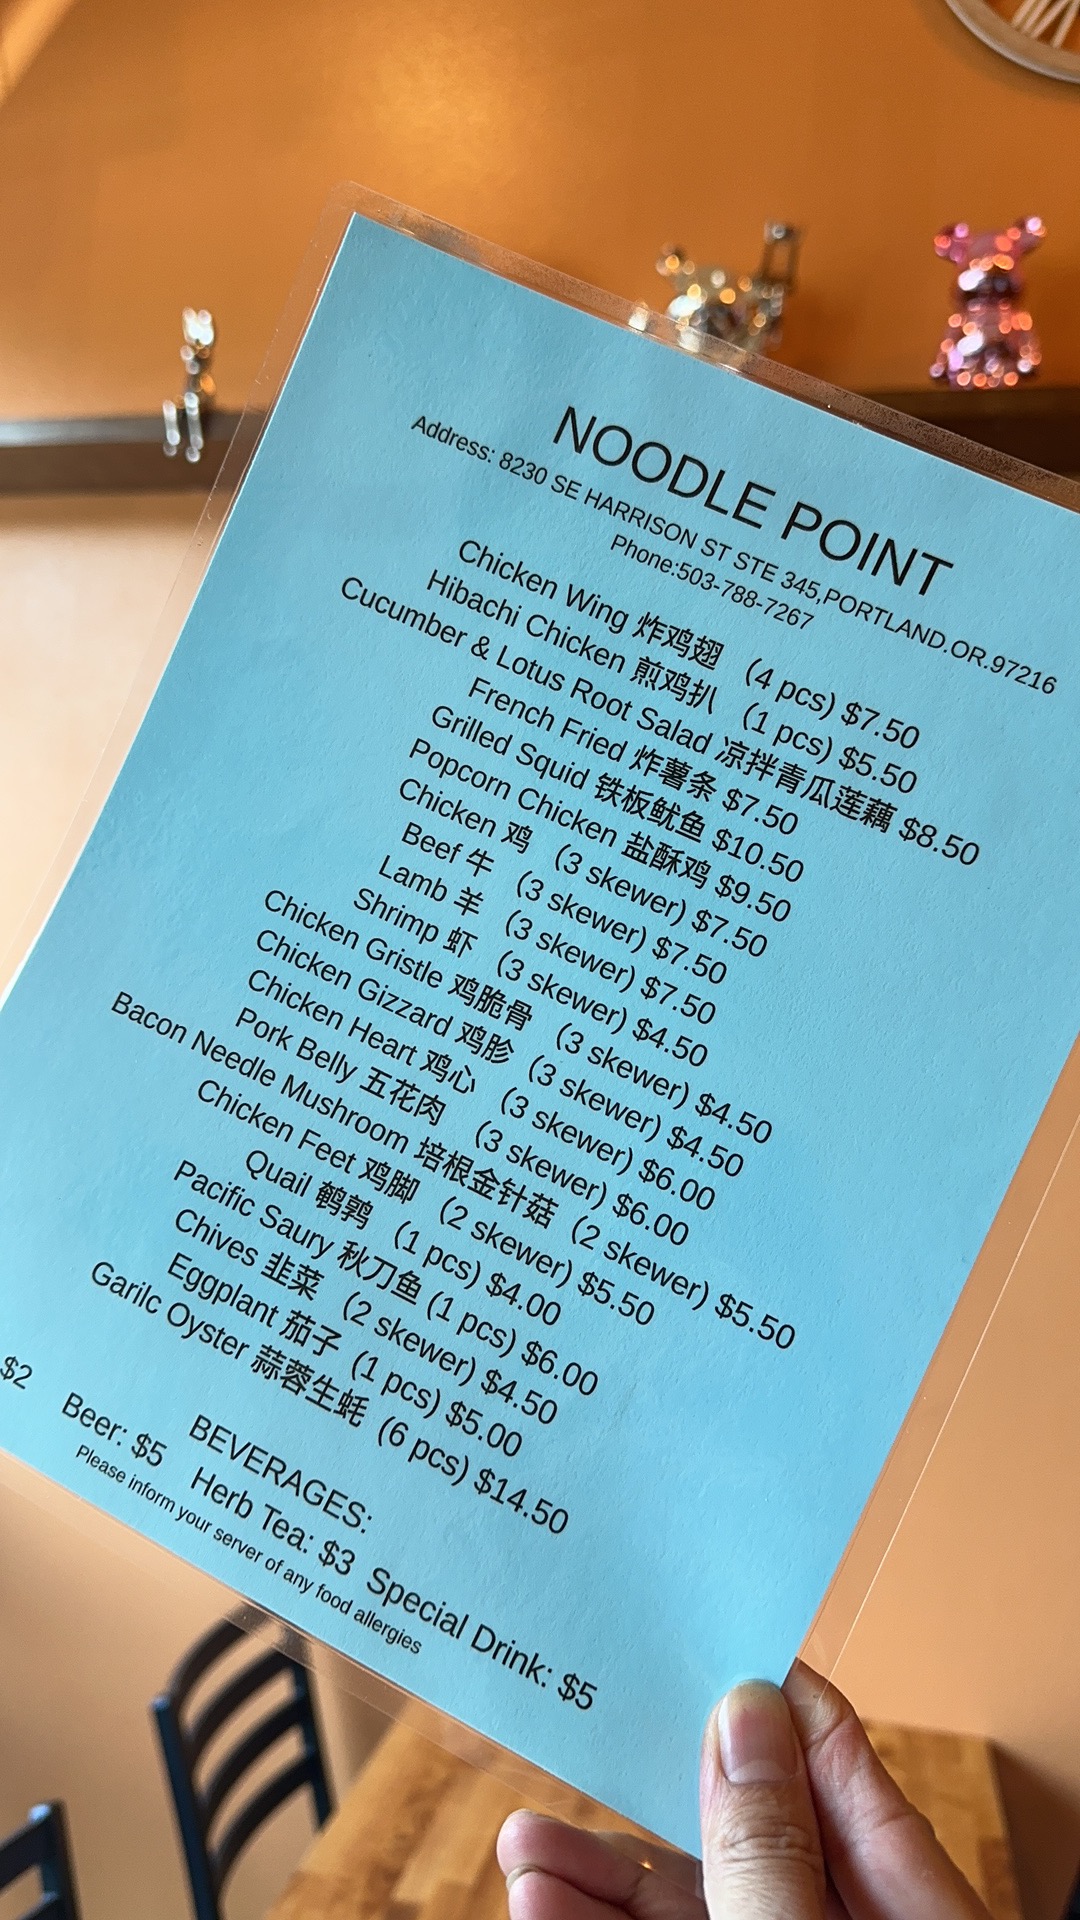 NOODLE POINT
Address: 8230 SE HARRISON ST STE 345,PORTLAND.OR.97216
Phone:503-788-7267
Chicken Wing 炸鸡翅 (4 pcs) $7.50
Hibachi Chicken 煎鸡扒 (1 pcs) $5.50
Cucumber & Lotus Root Salad 凉拌青瓜莲藕 $8.50
French Fried 炸薯条 $7.50
Grilled Squid 铁板鱿鱼 $10.50
Popcorn Chicken 盐酥鸡 $9.50
Chicken 鸡 (3 skewer) $7.50
Beef 牛 (3 skewer) $7.50
Lamb 羊 (3 skewer) $7.50
Shrimp 虾 (3 skewer) $4.50
Chicken Gristle 鸡脆骨 (3 skewer) $4.50
Chicken Gizzard 鸡胗 (3 skewer) $4.50
Chicken Heart 鸡心 (3 skewer) $6.00
Pork Belly 五花肉 (3 skewer) $6.00
Bacon Needle Mushroom 培根金针菇 (2 skewer) $5.50
Chicken Feet 鸡脚 (2 skewer) $5.50
Quail 鹌鹑 (1 pcs) $4.00
Pacific Saury 秋刀鱼 (1 pcs) $6.00
Chives 韭菜 (2 skewer) $4.50
Eggplant 茄子 (1 pcs) $5.00
Garilc Oyster 蒜蓉生蚝 (6 pcs) $14.50
BEVERAGES:
$2 Beer: $5 Herb Tea: $3 Special Drink: $5
Please inform your server of any food allergies